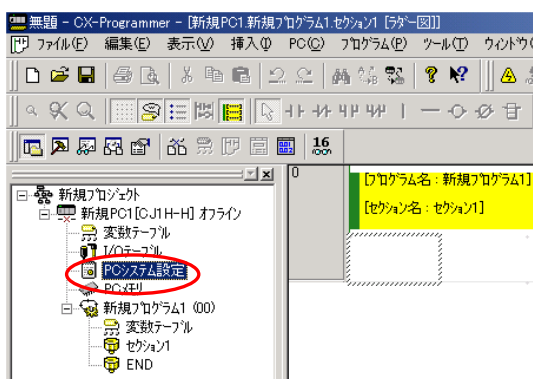 無題 - CX-Programmer - [新規PC1.新規プログラム1.セクション1 [ラダー図]]
ファイル(F) 編集(E) 表示(V) 挿入(I) PC(C) プログラム(P) ツール(T) ウィンドウ(
16
新規プロジェクト
新規PC1[CJ1H-H] オフライン
変数テーブル
I/Oテーブル
PCシステム設定
PCメモリ
新規プログラム1 (00)
変数テーブル
セクション1
END
0
[プログラム名 : 新規プログラム1]
[セクション名 : セクション1]